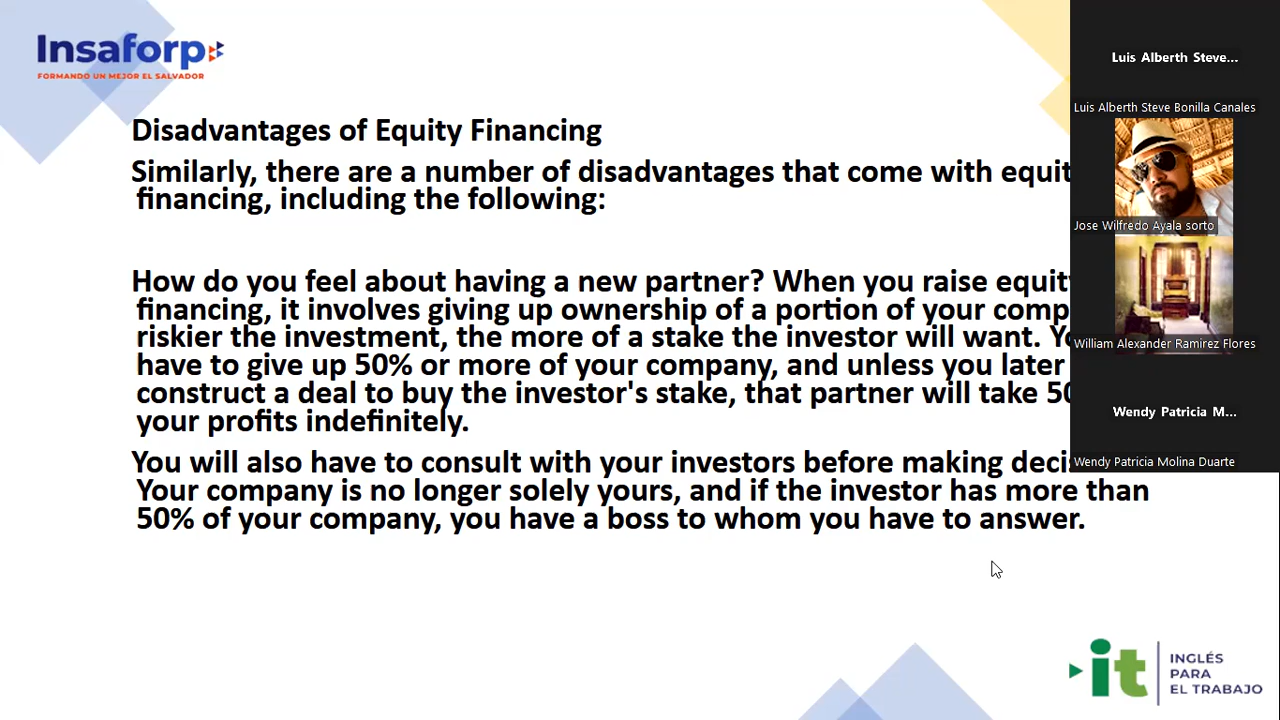 Insaforp
FORMANDO UN MEJOR EL SALVADOR
Disadvantages of Equity Financing
Similarly, there are a number of disadvantages that come with
financing, including the following:
How do you feel about having a new partner? When you raise
financing, it involves giving up ownership of a portion of your
riskier the investment, the more of a stake the investor will want.
have to give up 50% or more of your company, and unless you later
construct a deal to buy the investor's stake, that partner will take
your profits indefinitely.
You will also have to consult with your investors before making
Your company is no longer solely yours, and if the investor has more than
50% of your company, you have a boss to whom you have to answer.
Luis Alberth Steve...
Luis Alberth Steve Bonilla Canales
Jose Wilfredo Ayala sorto
William Alexander Ramirez Flores
Wendy Patricia M...
Wendy Patricia Molina Duarte
it
INGLÉS
PARA
EL TRABAJO